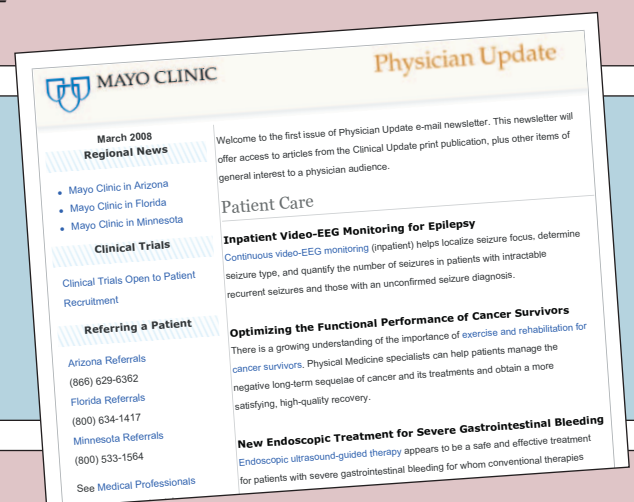 MAYO CLINIC
Physician Update
March 2008
Regional News
• Mayo Clinic in Arizona
• Mayo Clinic in Florida
• Mayo Clinic in Minnesota
Clinical Trials
Clinical Trials Open to Patient
Recruitment
Referring a Patient
Arizona Referrals
(866) 629-6362
Florida Referrals
(800) 634-1417
Minnesota Referrals
(800) 533-1564
See Medical Professionals
Welcome to the first issue of Physician Update e-mail newsletter. This newsletter will
offer access to articles from the Clinical Update print publication, plus other items of
general interest to a physician audience.
Patient Care
Inpatient Video-EEG Monitoring for Epilepsy
Continuous video-EEG monitoring (inpatient) helps localize seizure focus, determine
seizure type, and quantify the number of seizures in patients with intractable
recurrent seizures and those with an unconfirmed seizure diagnosis.
Optimizing the Functional Performance of Cancer Survivors
There is a growing understanding of the importance of exercise and rehabilitation for
cancer survivors. Physical Medicine specialists can help patients manage the
negative long-term sequelae of cancer and its treatments and obtain a more
satisfying, high-quality recovery.
New Endoscopic Treatment for Severe Gastrointestinal Bleeding
Endoscopic ultrasound-guided therapy appears to be a safe and effective treatment
for patients with severe gastrointestinal bleeding for whom conventional therapies